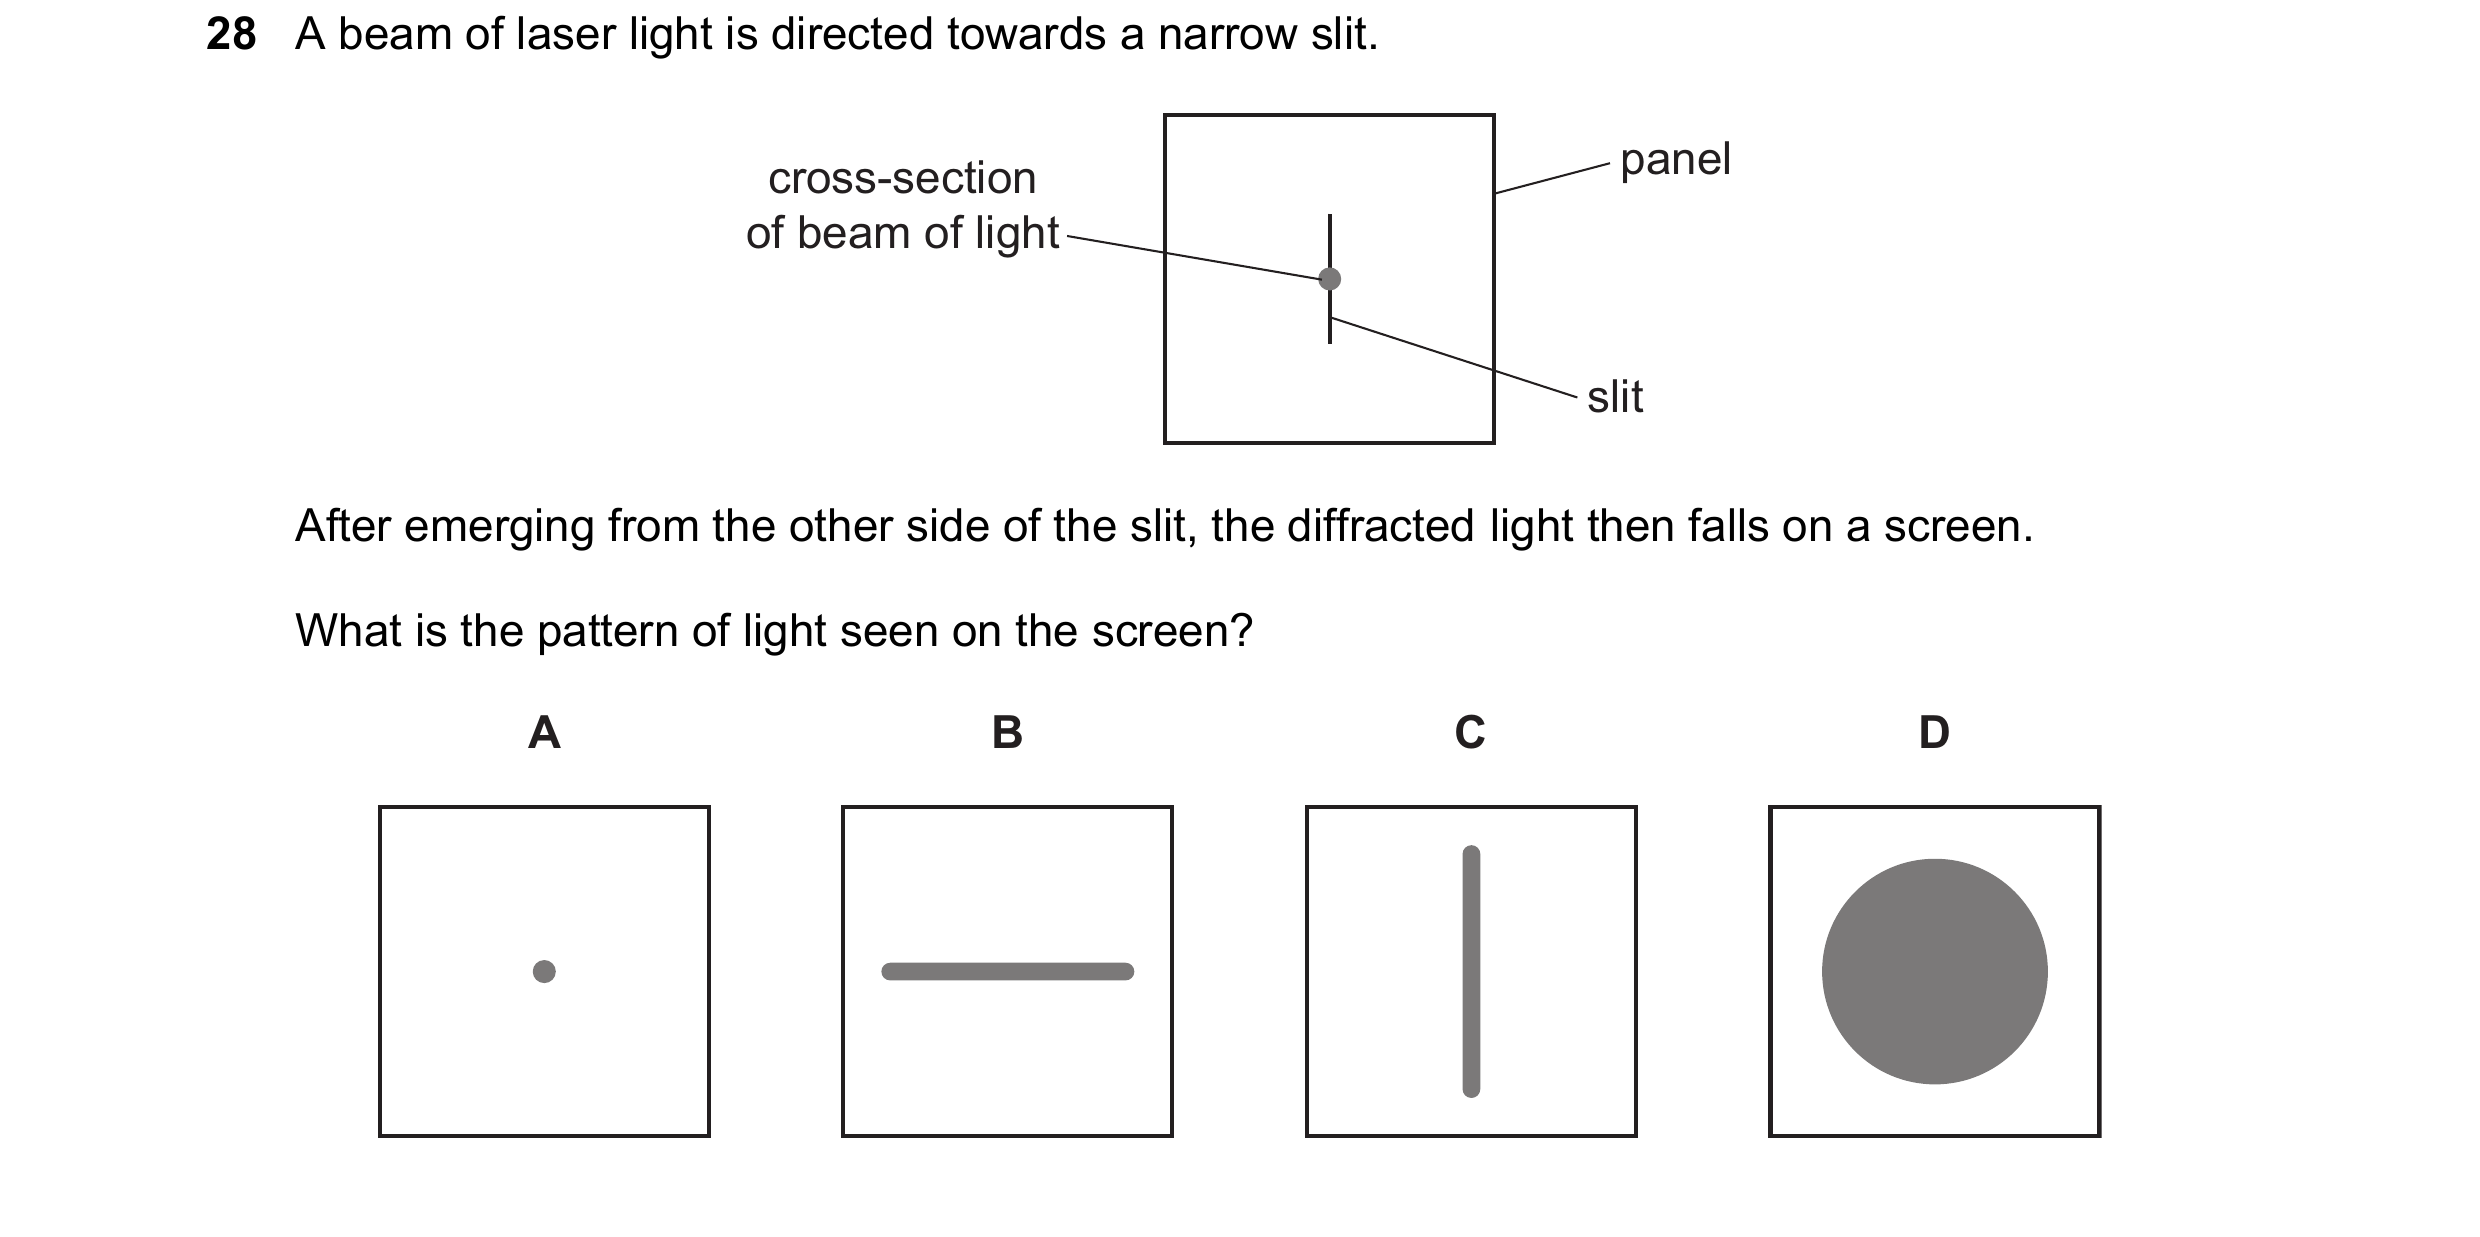 28 A beam of laser light is directed towards a narrow slit.
cross-section
of beam of light
panel
slit
After emerging from the other side of the slit, the diffracted light then falls on a screen.
What is the pattern of light seen on the screen?
A B C D